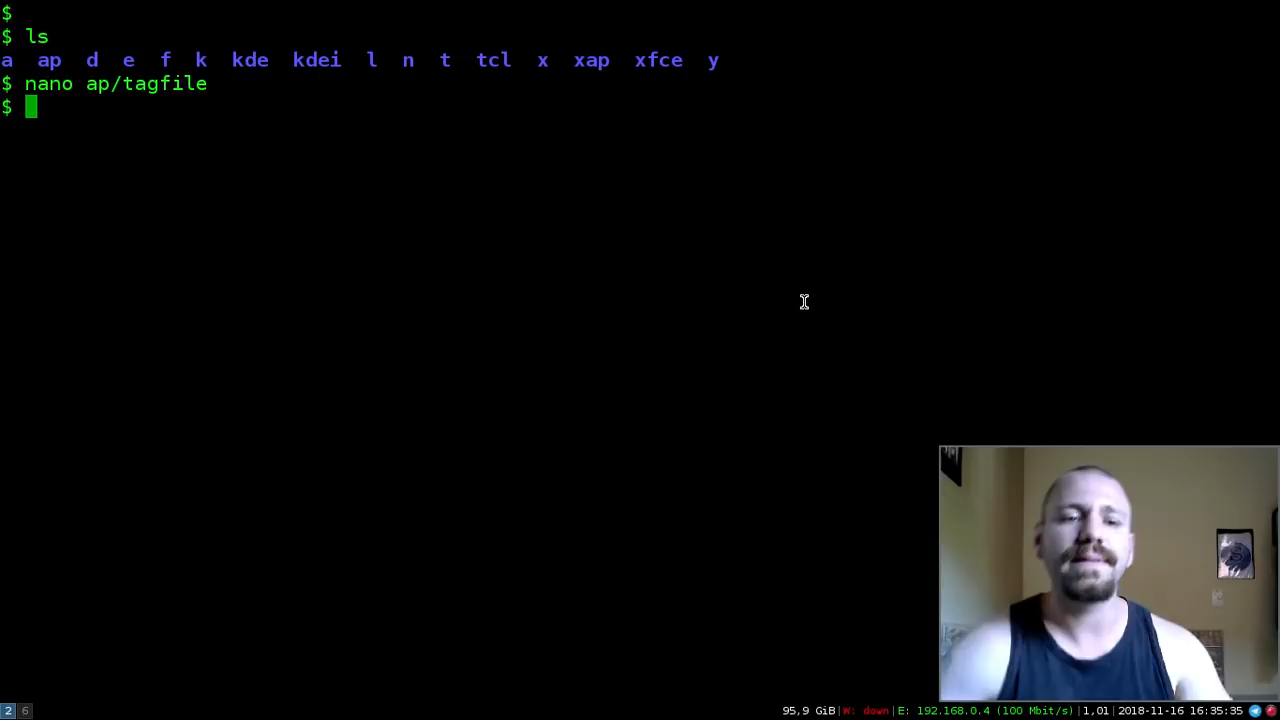 $
$ ls
a ap d e f k kde kdei l n t tcl x xap xfce y
$ nano ap/tagfile
$
2 6 95,9 GiB|W: down|E: 192.168.0.4 (100 Mbit/s)|1,01|2018-11-16 16:35:35